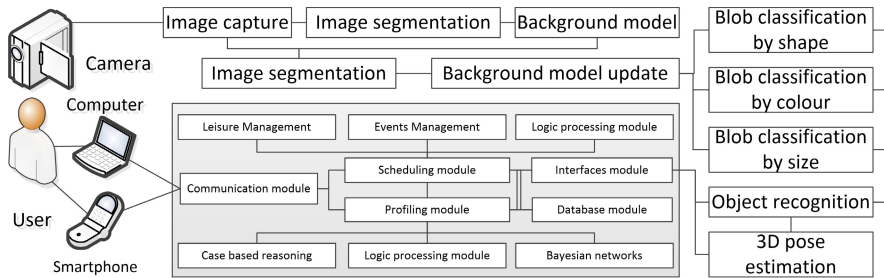 Image capture
Image segmentation
Background model
Blob classification
by shape
Camera
Image segmentation
Background model update
Blob classification
by colour
Computer
Leisure Management
Events Management
Logic processing module
Blob classification
by size
Scheduling module
Interfaces module
Communication module
User
Profiling module
Database module
Object recognition
Smartphone
Case based reasoning
Logic processing module
Bayesian networks
3D pose
estimation